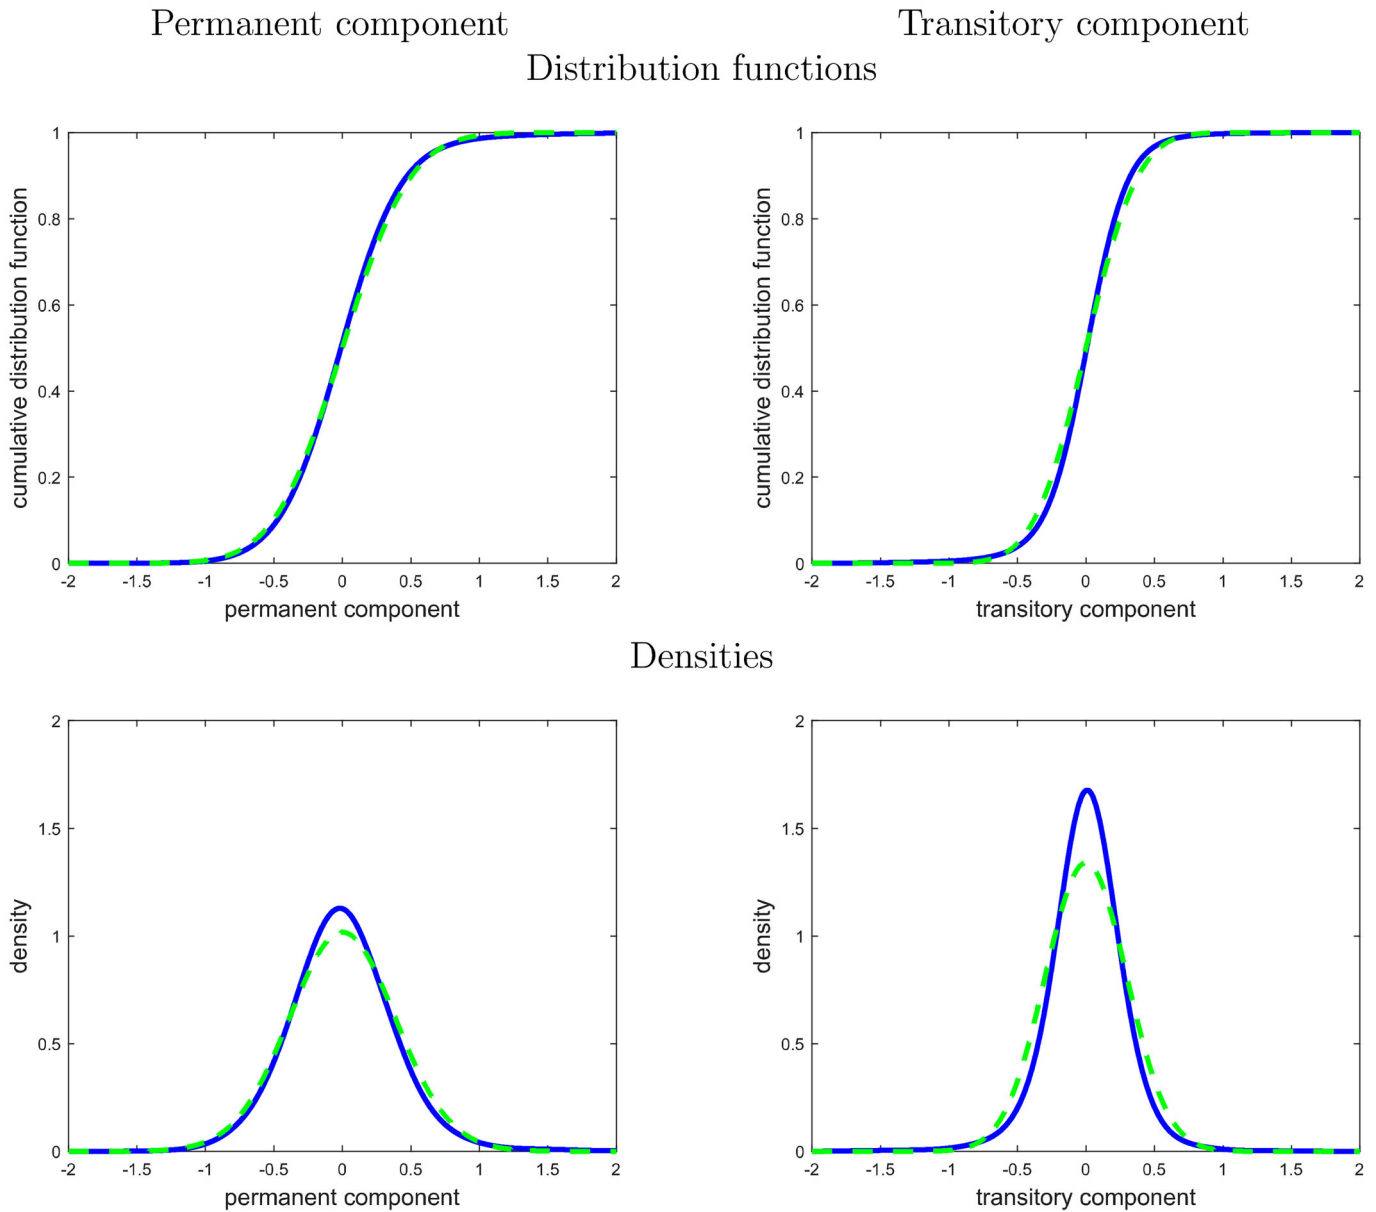 Permanent component
Transitory component
Distribution functions
cumulative distribution function
1
0.8
0.6
0.4
0.2
0
-2 -1.5 -1 -0.5 0 0.5 1 1.5 2
permanent component
cumulative distribution function
1
0.8
0.6
0.4
0.2
0
-2 -1.5 -1 -0.5 0 0.5 1 1.5 2
transitory component
Densities
density
2
1.5
1
0.5
0
-2 -1.5 -1 -0.5 0 0.5 1 1.5 2
permanent component
density
2
1.5
1
0.5
0
-2 -1.5 -1 -0.5 0 0.5 1 1.5 2
transitory component